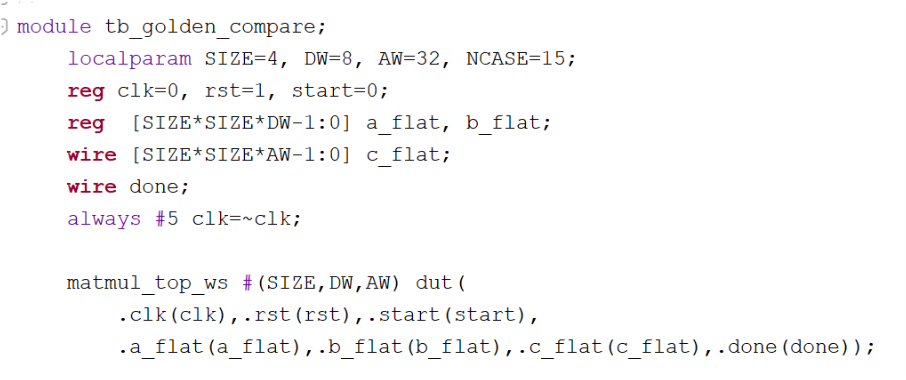 module tb_golden_compare;
    localparam SIZE=4, DW=8, AW=32, NCASE=15;
    reg clk=0, rst=1, start=0;
    reg  [SIZE*SIZE*DW-1:0] a_flat, b_flat;
    wire [SIZE*SIZE*AW-1:0] c_flat;
    wire done;
    always #5 clk=~clk;

    matmul_top_ws #(SIZE,DW,AW) dut(
        .clk(clk),.rst(rst),.start(start),
        .a_flat(a_flat),.b_flat(b_flat),.c_flat(c_flat),.done(done));